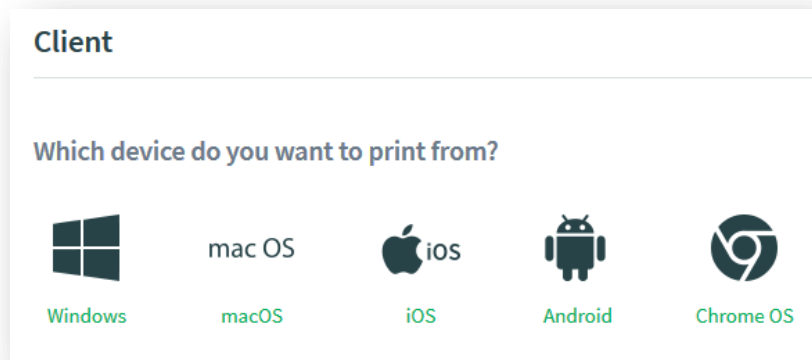 Client
Which device do you want to print from?
mac OS
iOS
Windows
macOS
iOS
Android
Chrome OS